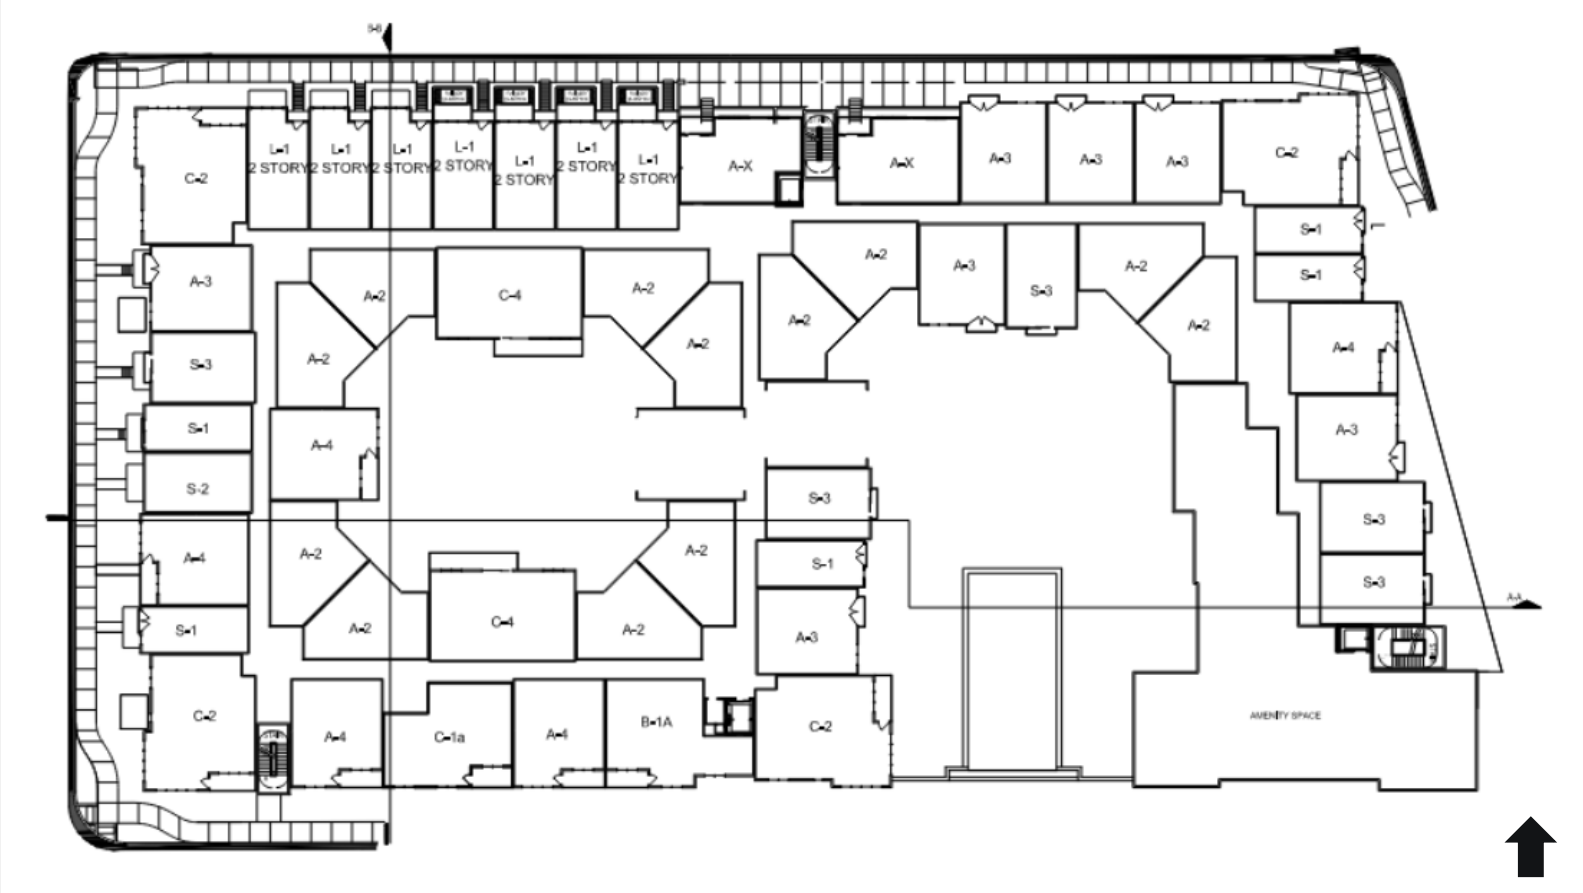 B-B
L-1
2 STORY
L-1
2 STORY
L-1
2 STORY
L-1
2 STORY
L-1
2 STORY
L-1
2 STORY
L-1
2 STORY
C-2
A-X
A-X
A-3
A-3
A-3
C-2
S-1
S-1
A-3
A-2
C-4
A-2
A-2
A-3
S-3
A-2
S-3
A-2
A-2
A-2
A-2
A-4
S-1
A-4
A-3
S-2
S-3
S-3
A-4
A-2
A-2
S-1
S-3
S-1
A-2
C-4
A-2
A-3
A-A
C-2
A-4
C-1a
A-4
B-1A
C-2
AMENITY SPACE